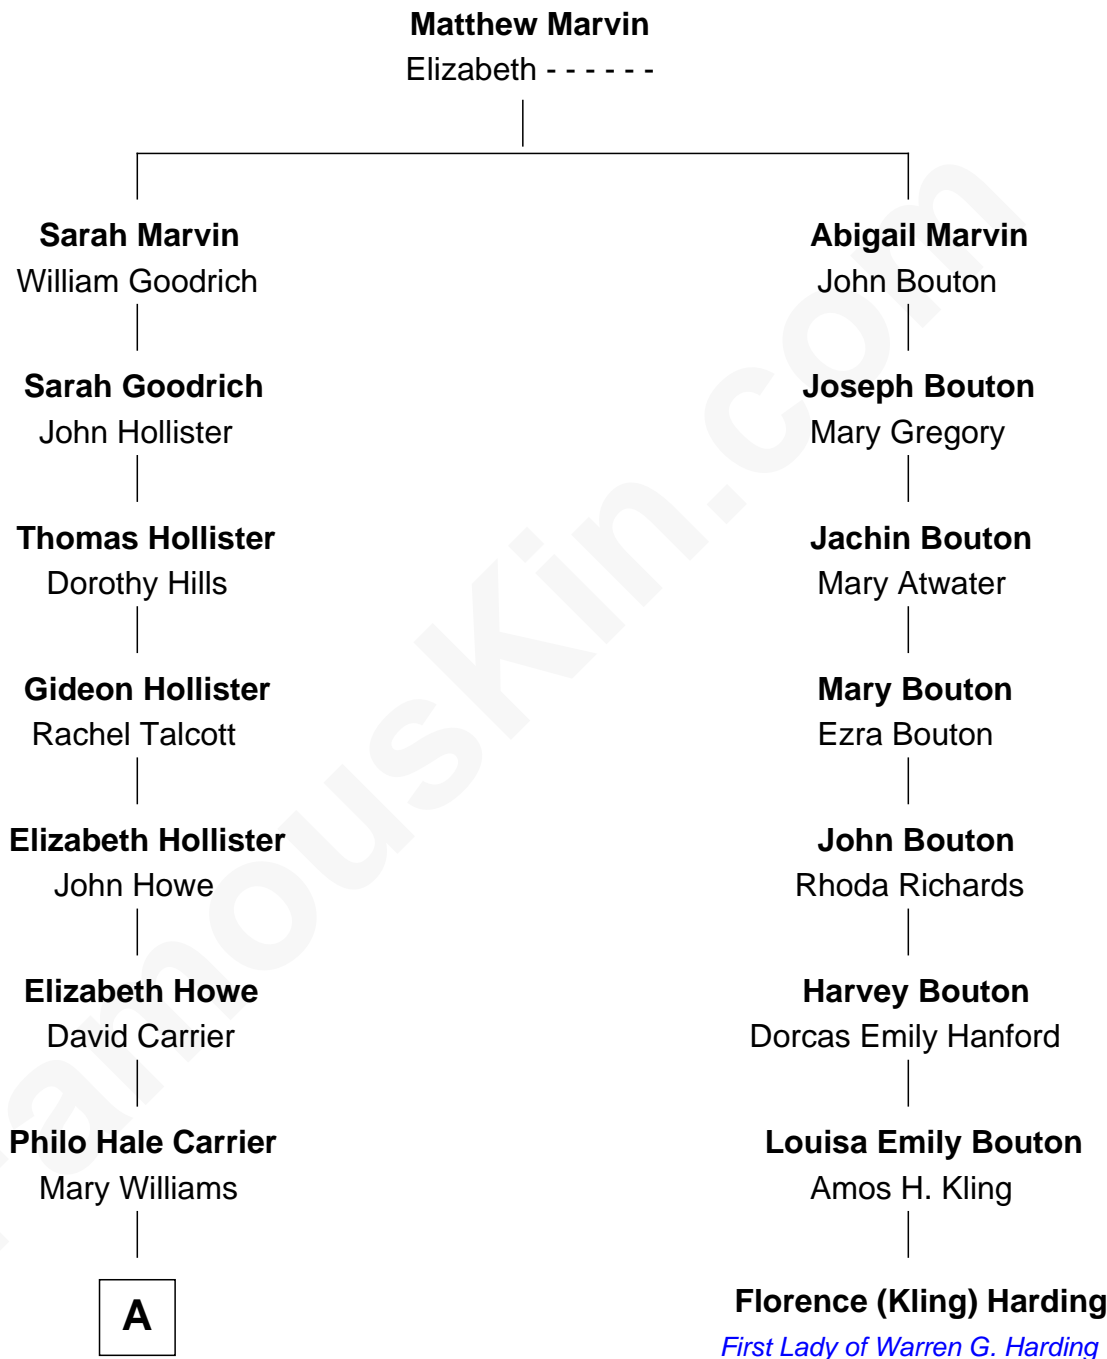 Matthew Marvin
Elizabeth - - - - - -
Sarah Marvin
William Goodrich
Abigail Marvin
John Bouton
Sarah Goodrich
John Hollister
Joseph Bouton
Mary Gregory
Thomas Hollister
Dorothy Hills
Jachin Bouton
Mary Atwater
Gideon Hollister
Rachel Talcott
Mary Bouton
Ezra Bouton
Elizabeth Hollister
John Howe
John Bouton
Rhoda Richards
Elizabeth Howe
David Carrier
Harvey Bouton
Dorcas Emily Hanford
Philo Hale Carrier
Mary Williams
Louisa Emily Bouton
Amos H. Kling
A
Florence (Kling) Harding
First Lady of Warren G. Harding
FamousKin.com